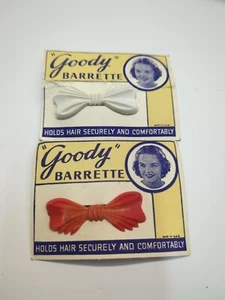 "Goody"
BARRETTE
HOLDS HAIR SECURELY AND COMFORTABLY
"Goody"
BARRETTE
HOLDS HAIR SECURELY AND COMFORTABLY